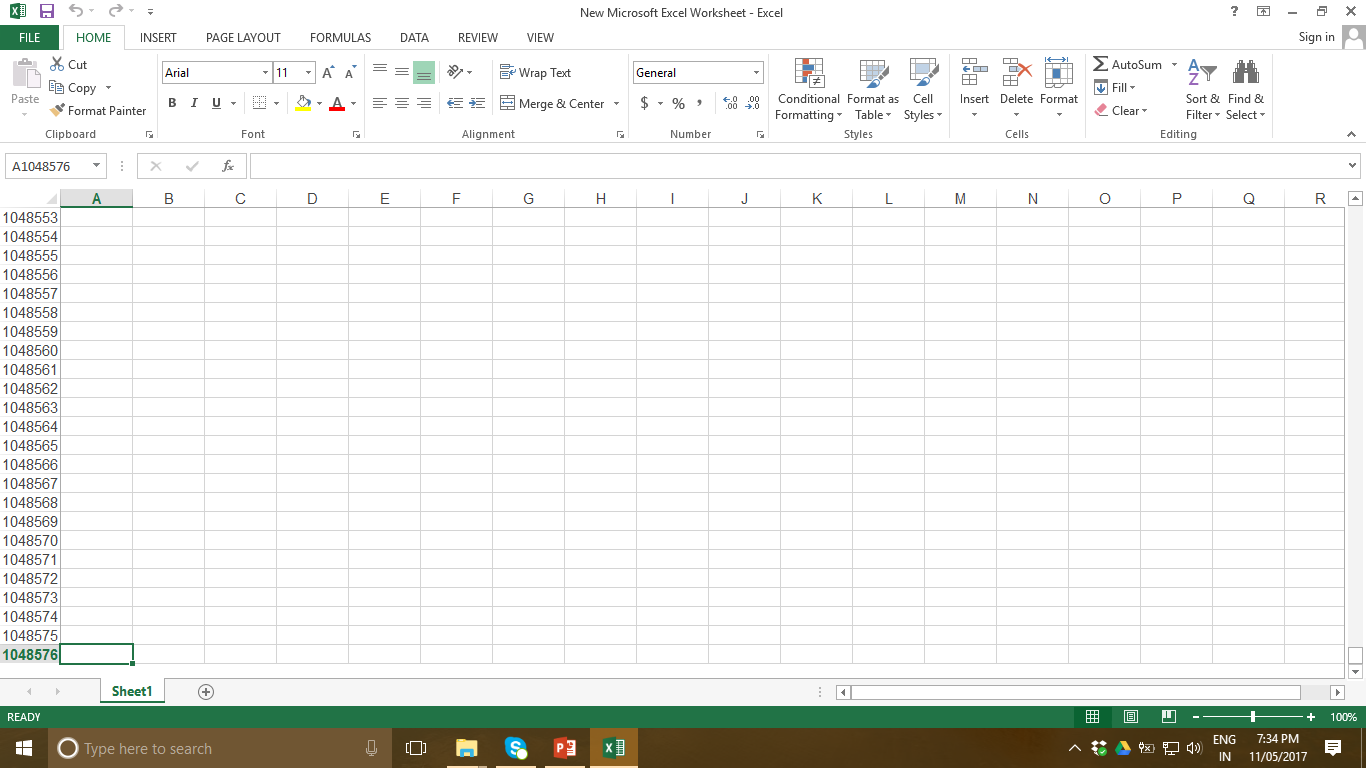 New Microsoft Excel Worksheet - Excel
FILE HOME INSERT PAGE LAYOUT FORMULAS DATA REVIEW VIEW Sign in
Paste
Cut
Copy
Format Painter
Clipboard
Arial 11
B I U A
Font
Wrap Text
Merge & Center
Alignment
General
$ % ,
Number
Conditional Formatting
Format as Table
Cell Styles
Styles
Insert Delete Format
Cells
AutoSum
Fill
Clear
Sort & Filter
Find & Select
Editing
A1048576 fx
A B C D E F G H I J K L M N O P Q R
1048553
1048554
1048555
1048556
1048557
1048558
1048559
1048560
1048561
1048562
1048563
1048564
1048565
1048566
1048567
1048568
1048569
1048570
1048571
1048572
1048573
1048574
1048575
1048576
Sheet1
READY 100%
Type here to search
ENG
IN
7:34 PM
11/05/2017